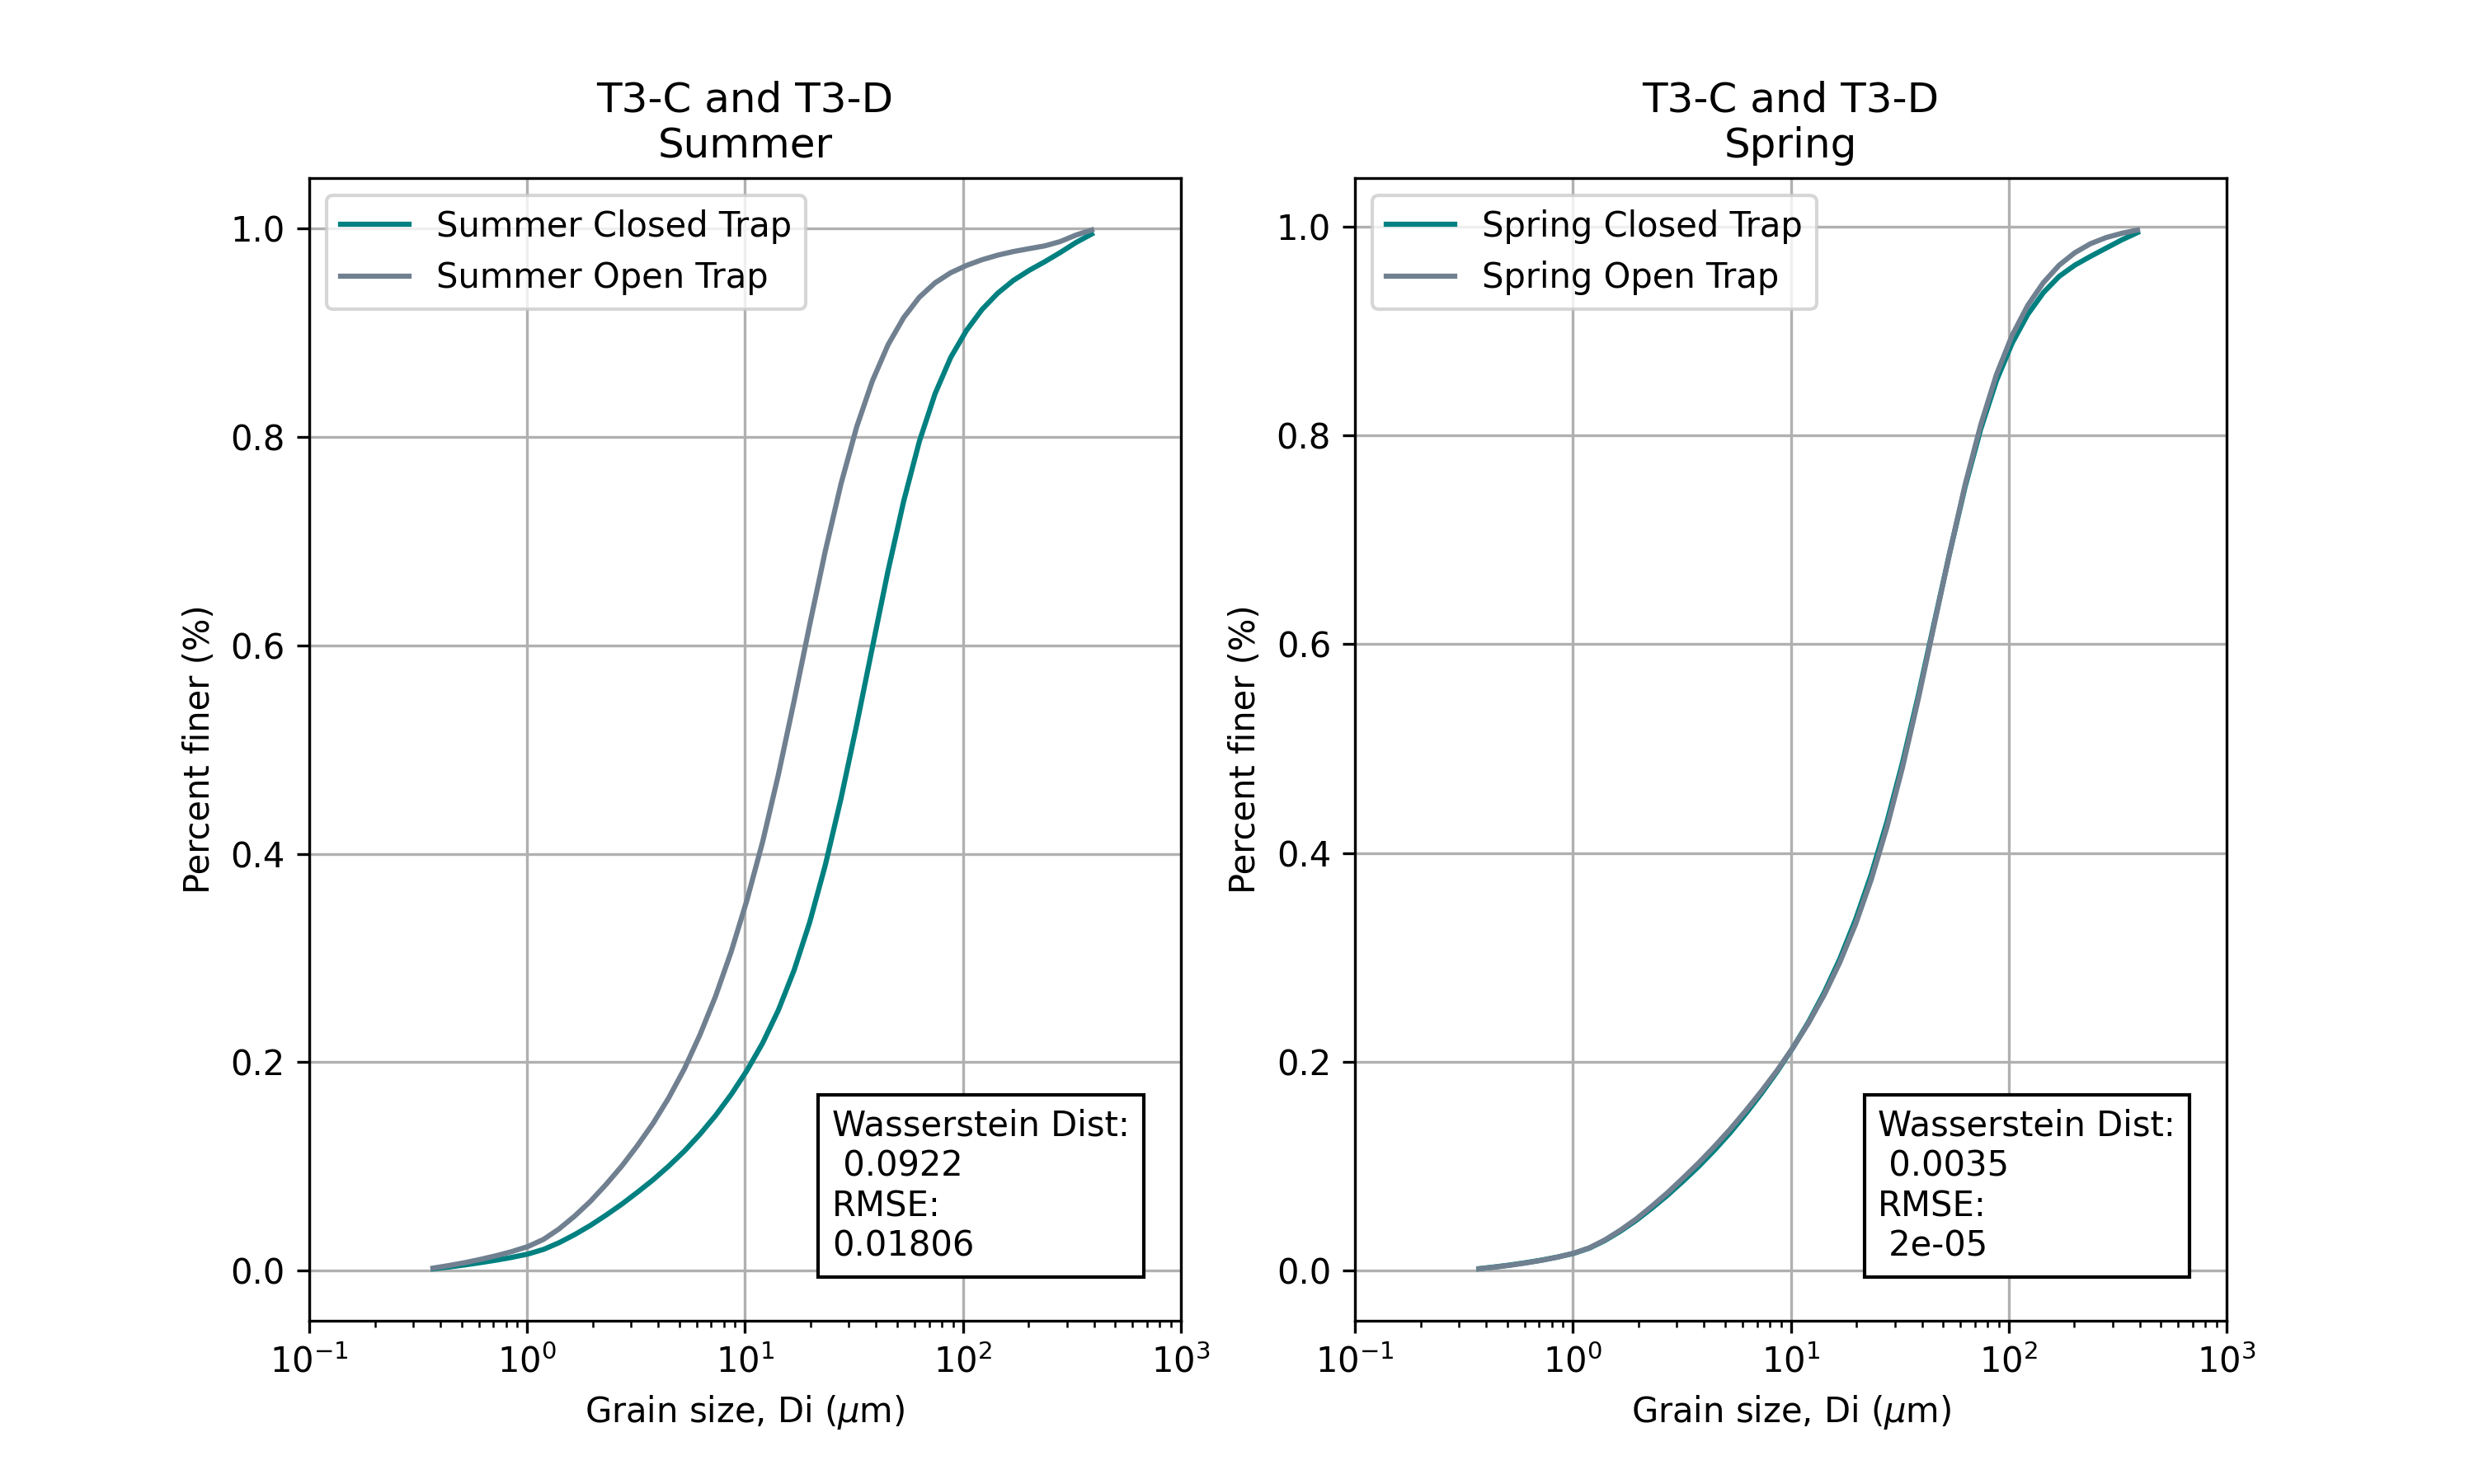 T3-C and T3-D
Summer
Summer Closed Trap
Summer Open Trap
1.0
0.8
0.6
0.4
0.2
0.0
Percent finer (%)
Wasserstein Dist:
0.0922
RMSE:
0.01806
10⁻¹
10⁰
10¹
10²
10³
Grain size, Di (μm)
T3-C and T3-D
Spring
Spring Closed Trap
Spring Open Trap
1.0
0.8
0.6
0.4
0.2
0.0
Percent finer (%)
Wasserstein Dist:
0.0035
RMSE:
2e-05
10⁻¹
10⁰
10¹
10²
10³
Grain size, Di (μm)